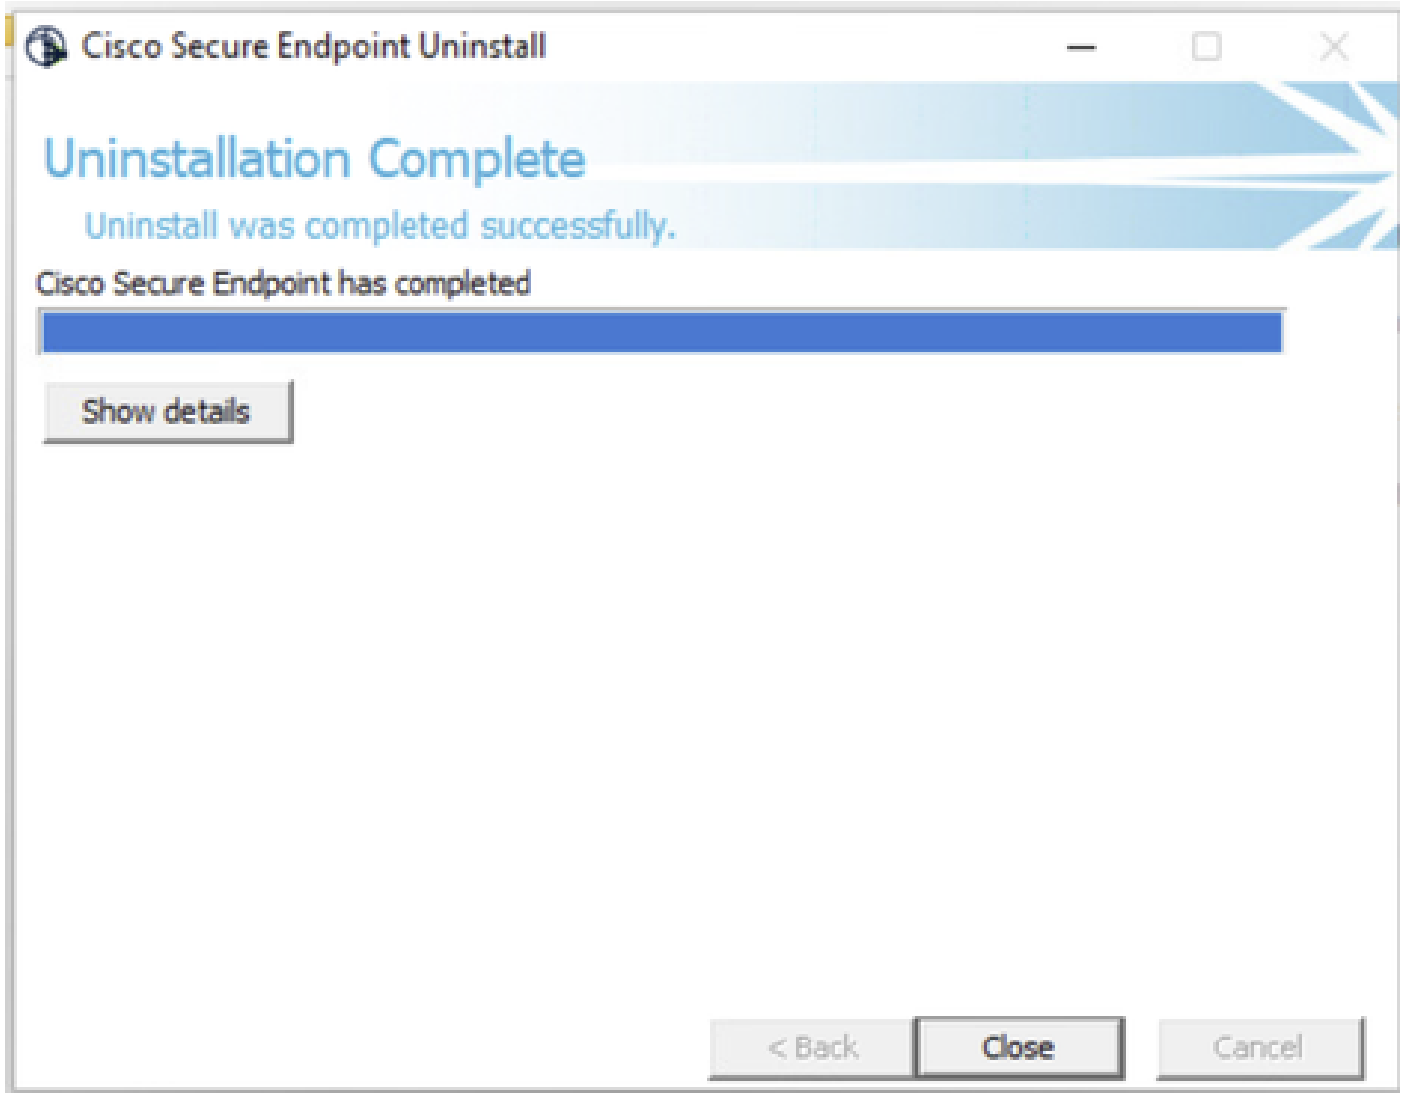 Cisco Secure Endpoint Uninstall
Uninstallation Complete
Uninstall was completed successfully.
Cisco Secure Endpoint has completed
Show details
< Back
Close
Cancel